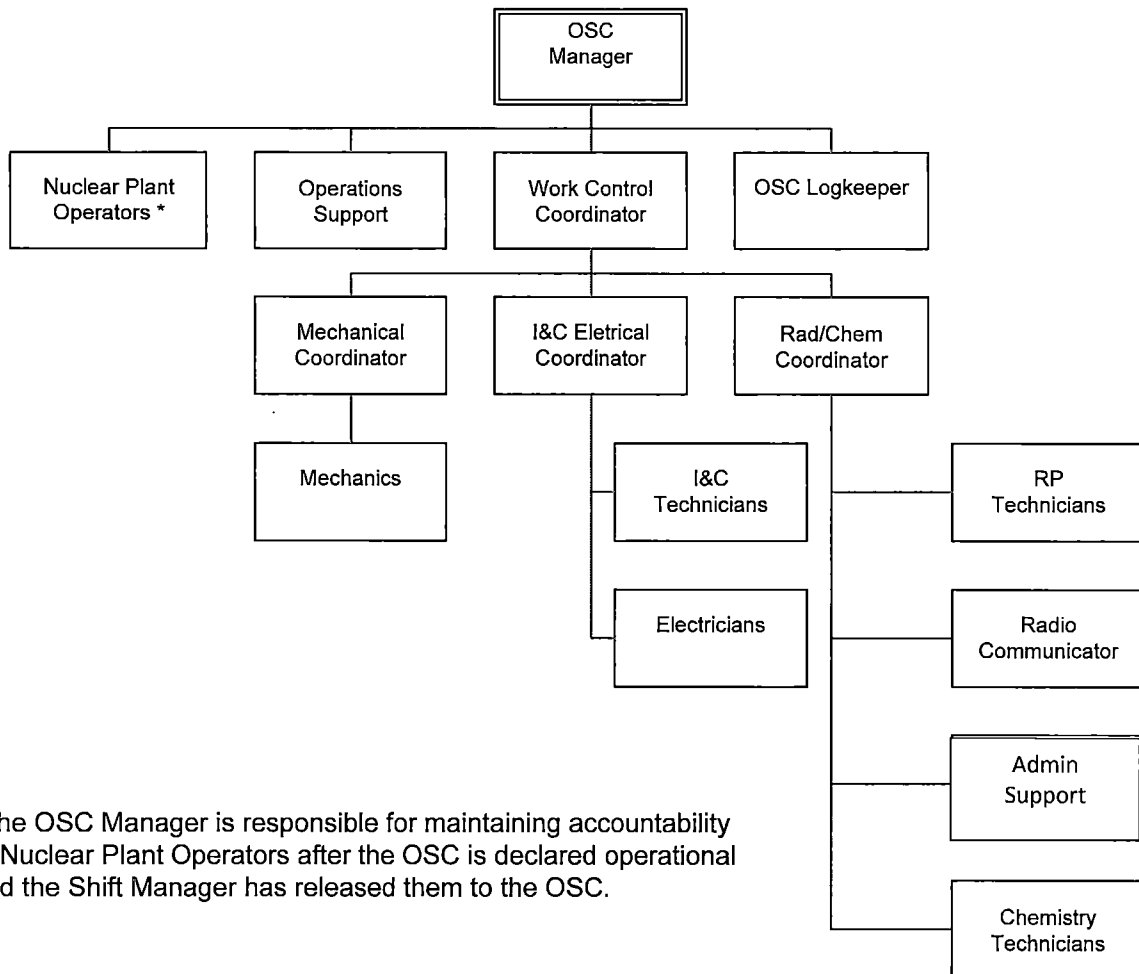 OSC
Manager
Nuclear Plant
Operators *
Operations
Support
Work Control
Coordinator
OSC Logkeeper
Mechanical
Coordinator
I&C Eletrical
Coordinator
Rad/Chem
Coordinator
Mechanics
I&C
Technicians
RP
Technicians
Electricians
Radio
Communicator
Admin
Support
he OSC Manager is responsible for maintaining accountability
Nuclear Plant Operators after the OSC is declared operational
d the Shift Manager has released them to the OSC.
Chemistry
Technicians